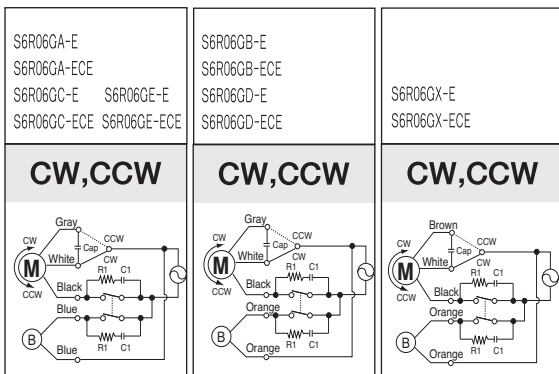 S6R06GA-E
S6R06GA-ECE
S6R06GC-E S6R06GE-E
S6R06GC-ECE S6R06GE-ECE
CW,CCW
Gray
CW
CCW
Cap
White
CW
M
R1 C1
CCW
Black
Blue
B
R1 C1
Blue
S6R06GB-E
S6R06GB-ECE
S6R06GD-E
S6R06GD-ECE
CW,CCW
Gray
CW
CCW
Cap
White
CW
M
R1 C1
CCW
Black
Orange
B
R1 C1
Orange
S6R06GX-E
S6R06GX-ECE
CW,CCW
Brown
CW
CCW
Cap
White
CW
M
R1 C1
CCW
Black
Orange
B
R1 C1
Orange